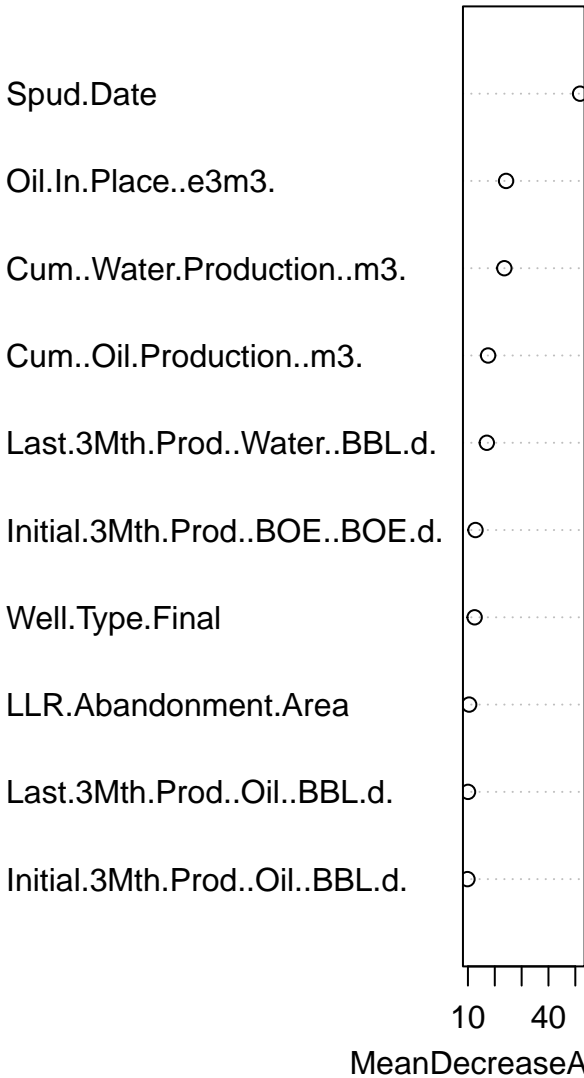 Spud.Date
Oil.In.Place..e3m3.
Cum..Water.Production..m3.
Cum..Oil.Production..m3.
Last.3Mth.Prod..Water..BBL.d.
Initial.3Mth.Prod..BOE..BOE.d.
Well.Type.Final
LLR.Abandonment.Area
Last.3Mth.Prod..Oil..BBL.d.
Initial.3Mth.Prod..Oil..BBL.d.
10 40
MeanDecreaseA